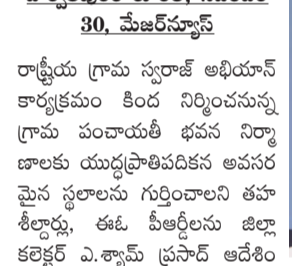 30, మేజర్‌న్యూస్
రాష్ట్రీయ గ్రామ స్వరాజ్ అభియాన్
కార్యక్రమం కింద నిర్మించనున్న
గ్రామ పంచాయతీ భవన నిర్మా
ణాలకు యుద్ధప్రాతిపదికన అవసర
మైన స్థలాలను గుర్తించాలని తహ
శీల్దార్లు, ఈఓ పీఆర్డీలను జిల్లా
కలెక్టర్ ఎ.శ్యామ్ ప్రసాద్ ఆదేశిం